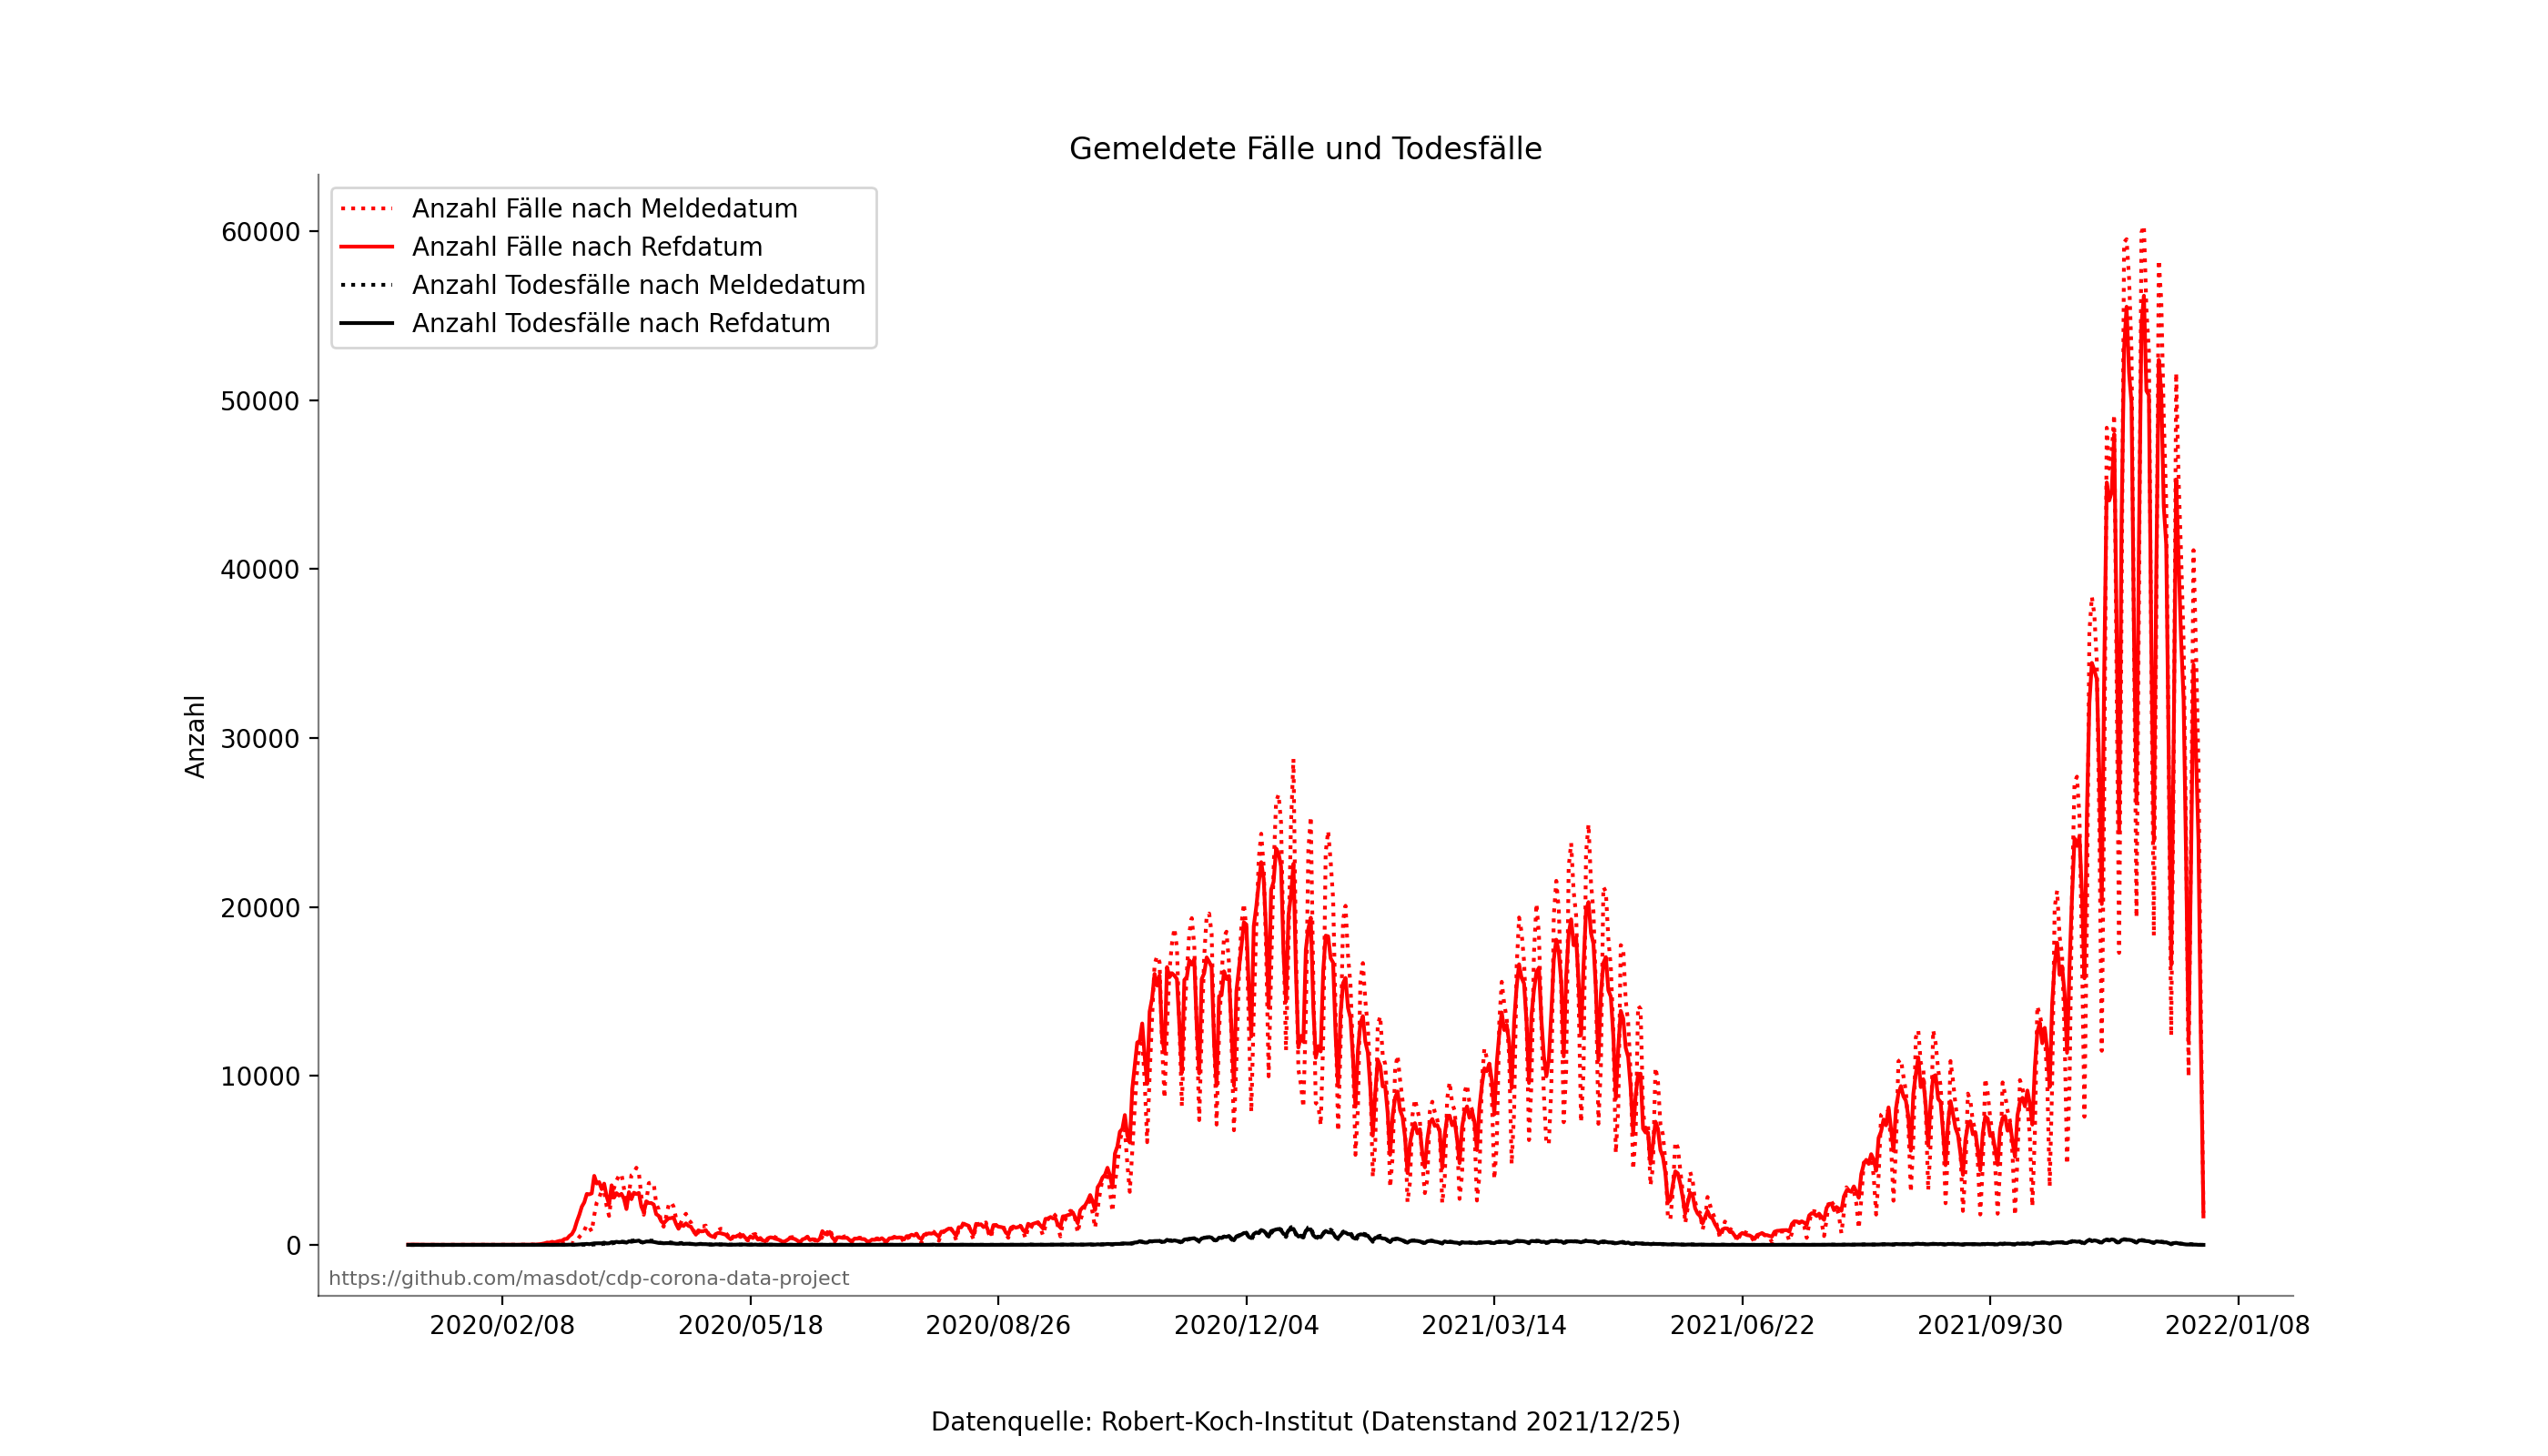 Gemeldete Fälle und Todesfälle
Anzahl Fälle nach Meldedatum
Anzahl Fälle nach Refdatum
Anzahl Todesfälle nach Meldedatum
Anzahl Todesfälle nach Refdatum
60000
50000
40000
30000
20000
10000
0
Anzahl
https://github.com/masdot/cdp-corona-data-project
2020/02/08 2020/05/18 2020/08/26 2020/12/04 2021/03/14 2021/06/22 2021/09/30 2022/01/08
Datenquelle: Robert-Koch-Institut (Datenstand 2021/12/25)